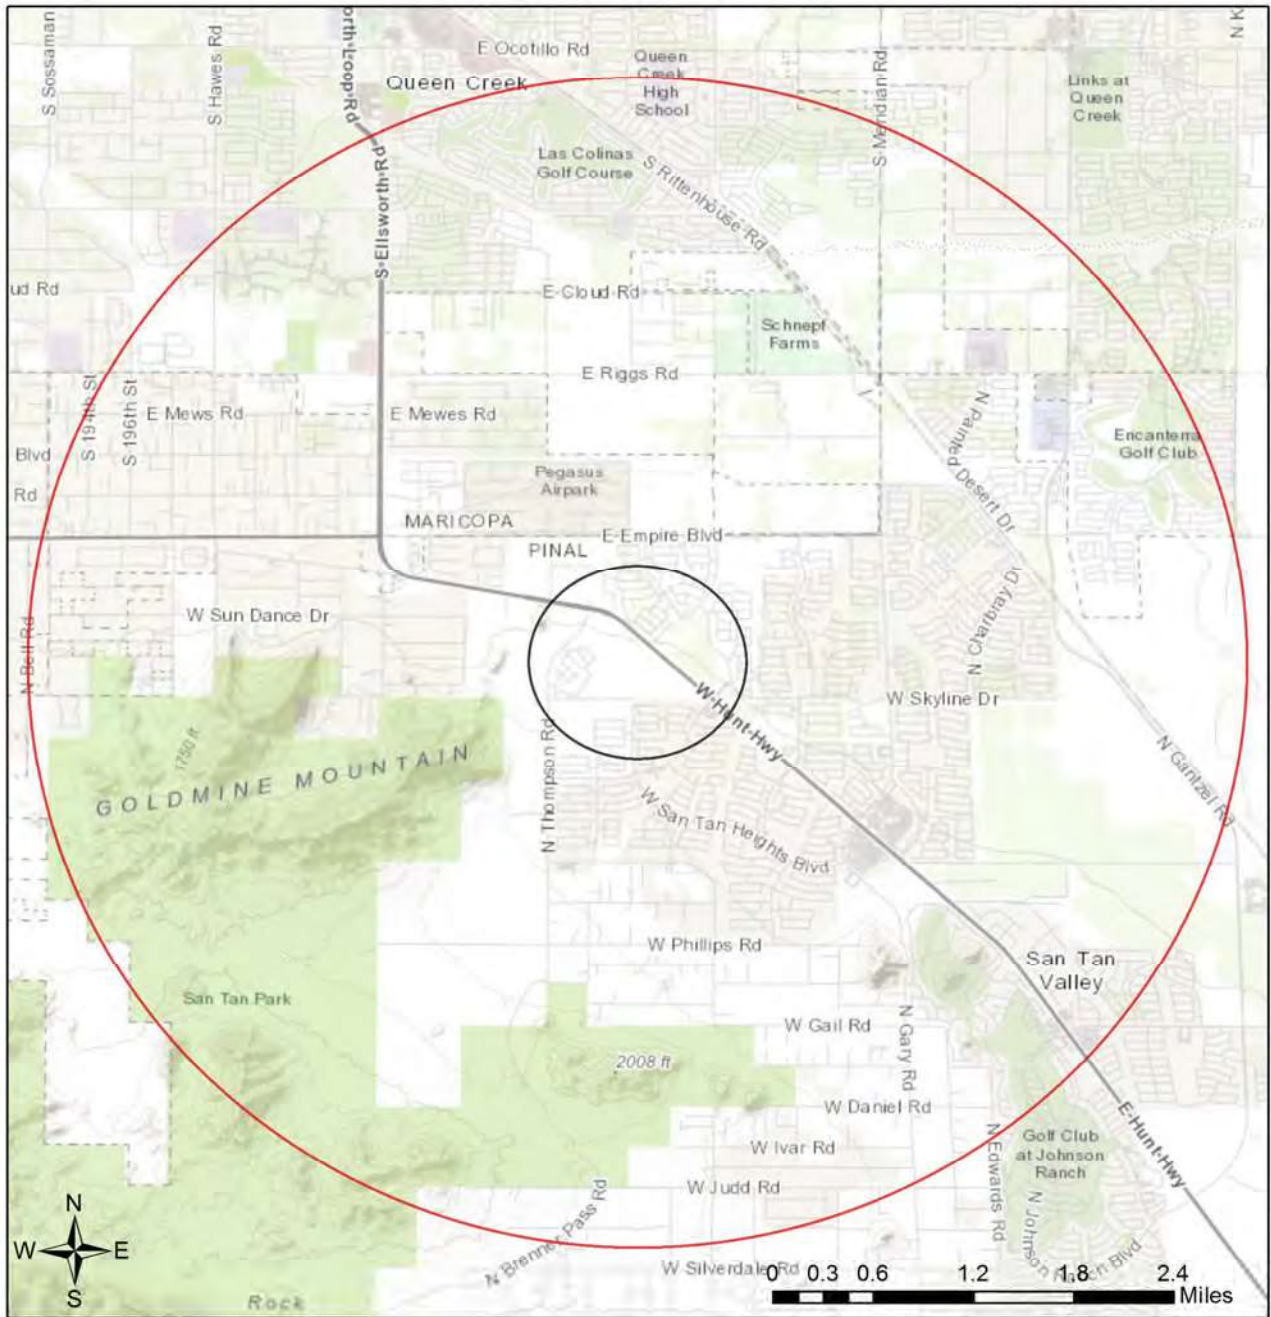 S Sossaman
S Hawes Rd
orth Loop Rd
E Ocotillo Rd
Queen Creek
Queen
Creek
High
School
S Meridian Rd
Links at
Queen
Creek
N K
Las Colinas
Golf Course
S Rittenhouse Rd
S Ellsworth Rd
ud Rd
E Cloud Rd
Schnepf
Farms
E Riggs Rd
S 194th St
S 196th St
E Mews Rd
E Mewes Rd
N Painted Desert Dr
Encanterra
Golf Club
Blvd
Rd
Pegasus
Airpark
MARICOPA
E Empire Blvd
PINAL
W Sun Dance Dr
N Bell Rd
N Charbray Dr
W Skyline Dr
W Hunt Hwy
1750 ft
GOLDMINE MOUNTAIN
N Thompson Rd
N Gantzel Rd
W San Tan Heights Blvd
W Phillips Rd
San Tan
Valley
San Tan Park
W Gail Rd
N Gary Rd
2008 ft
W Daniel Rd
E Hunt Hwy
W Ivar Rd
N Edwards Rd
Golf Club
at Johnson
Ranch
W Judd Rd
N Brenner Pass Rd
N Johnson Ranch Blvd
W Silverdale Rd
N
W E
S
Rock
0 0.3 0.6 1.2 1.8 2.4
Miles